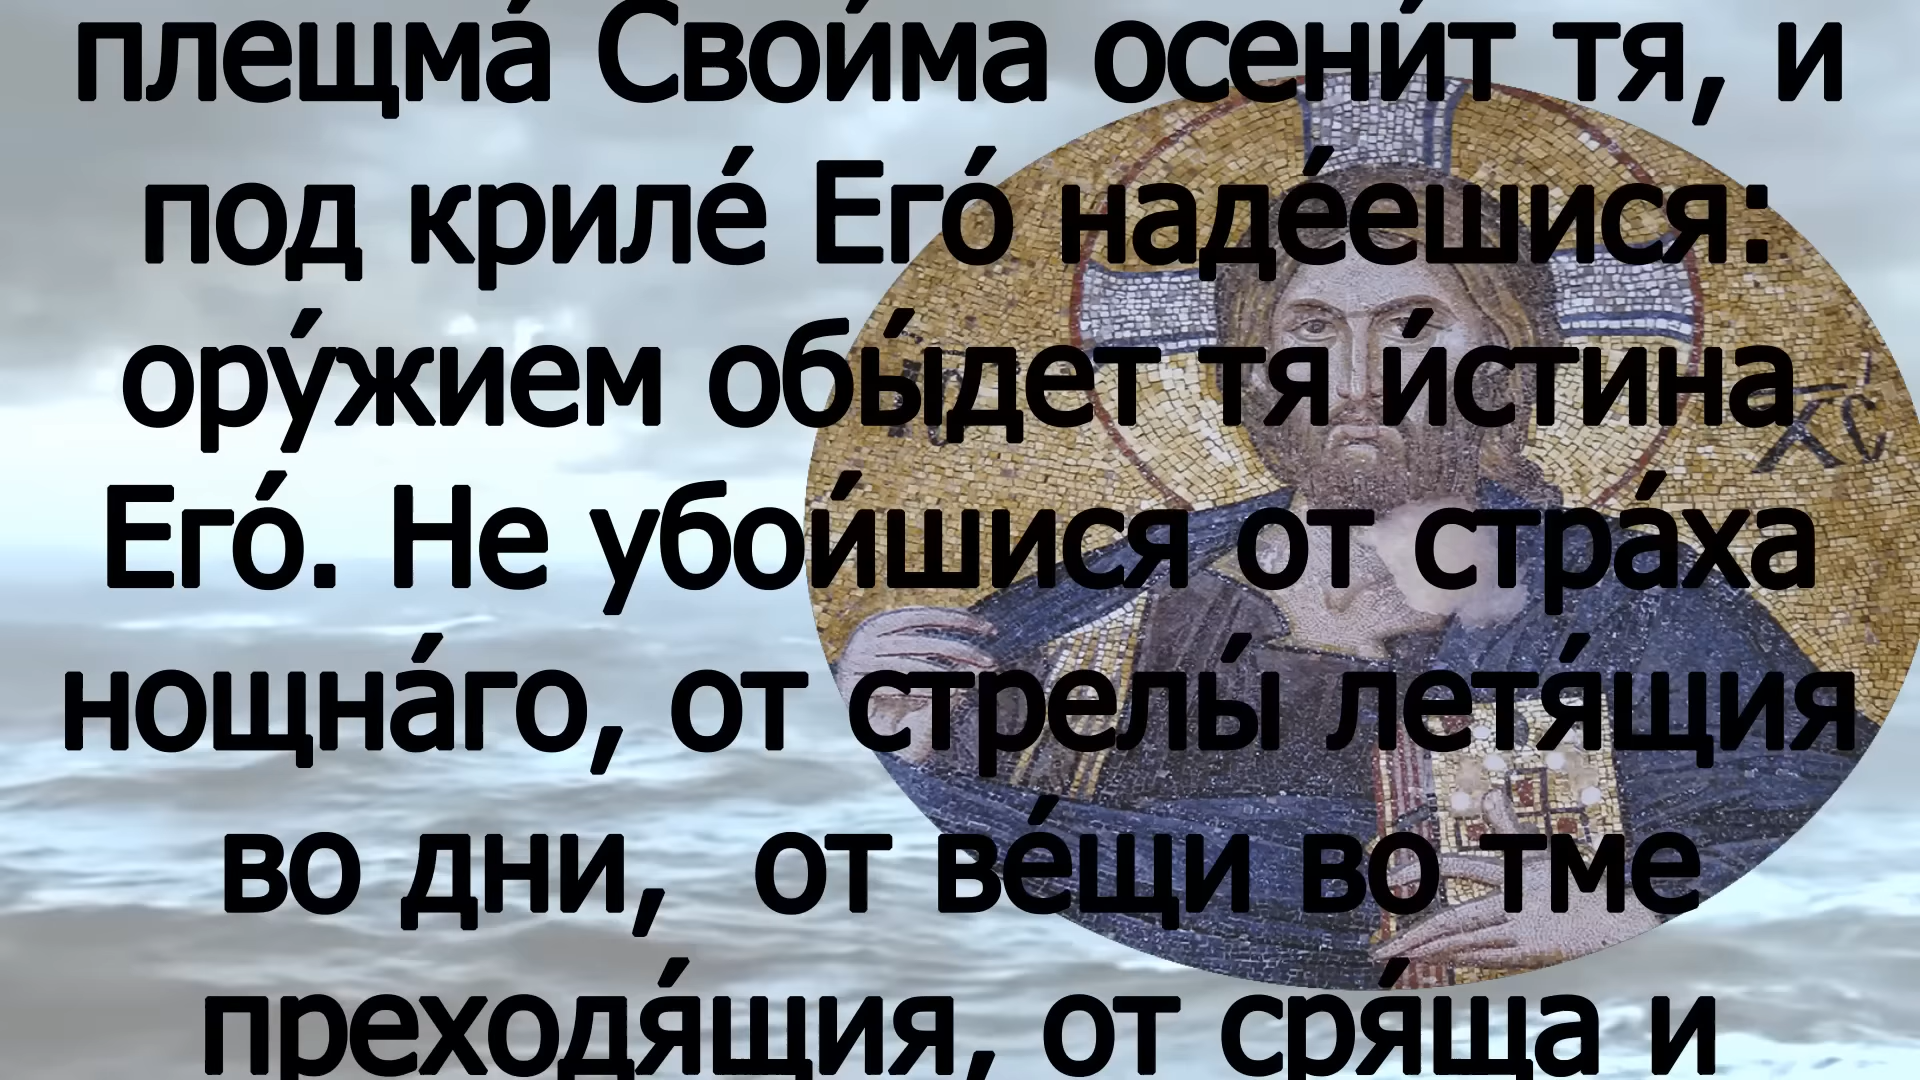 плещма́ Свои́ма осени́т тя, и
под криле́ Его́ наде́ешися:
ору́жием обы́дет тя и́стина
Его́. Не убои́шися от стра́ха
нощна́го, от стрелы́ летя́щия
во дни,  от ве́щи во тме
преходя́щия, от сря́ща и
Х҃С